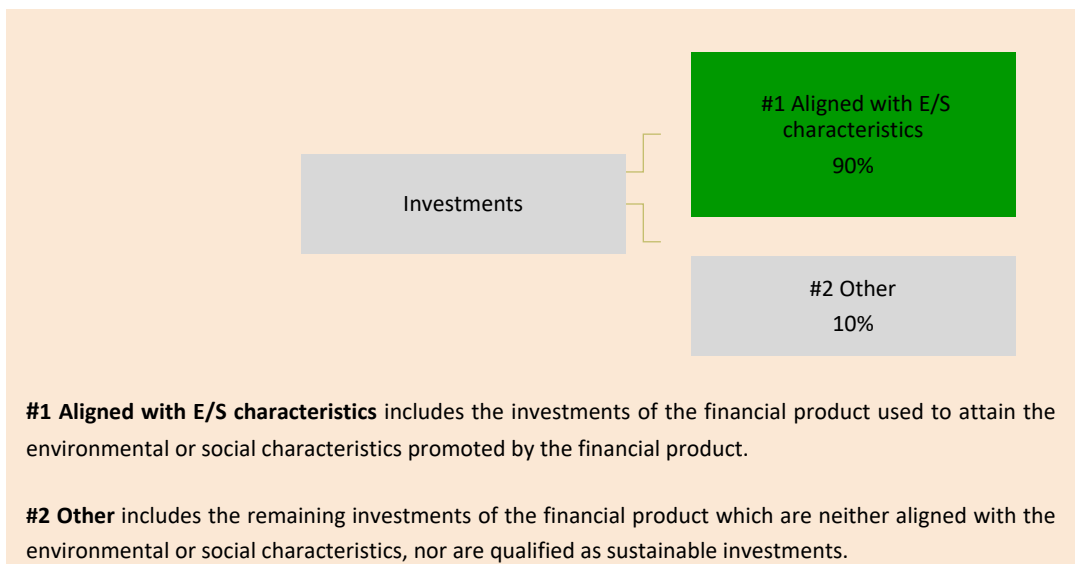 #1 Aligned with E/S
characteristics
90%
Investments
#2 Other
10%
#1 Aligned with E/S characteristics includes the investments of the financial product used to attain the
environmental or social characteristics promoted by the financial product.
#2 Other includes the remaining investments of the financial product which are neither aligned with the
environmental or social characteristics, nor are qualified as sustainable investments.